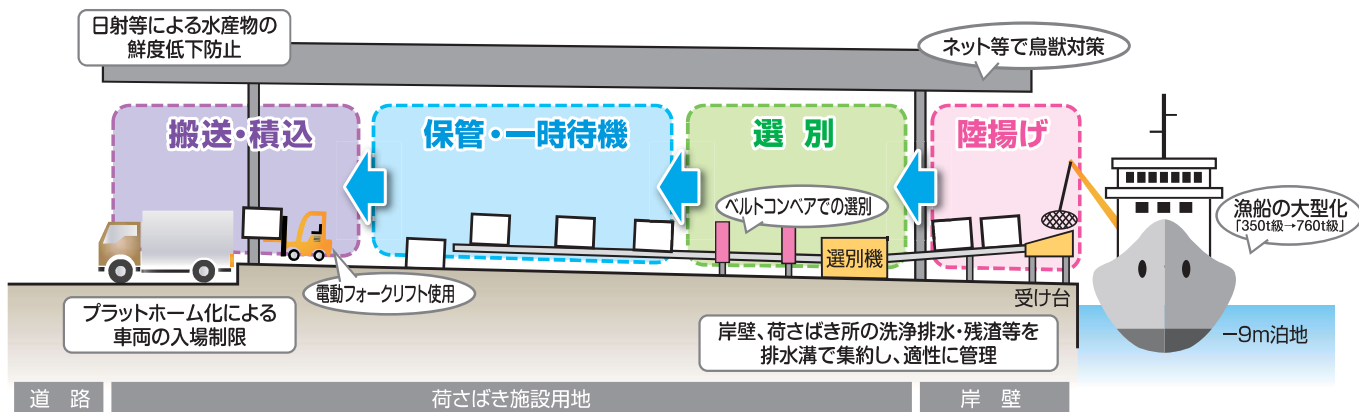 日射等による水産物の
鮮度低下防止
ネット等で鳥獣対策
搬送・積込
保管・一時待機
選別
陸揚げ
ベルトコンベアでの選別
漁船の大型化
「350t級→760t級」
選別機
電動フォークリフト使用
受け台
プラットホーム化による
車両の入場制限
岸壁、荷さばき所の洗浄排水・残渣等を
排水溝で集約し、適性に管理
−9m泊地
道路
荷さばき施設用地
岸壁